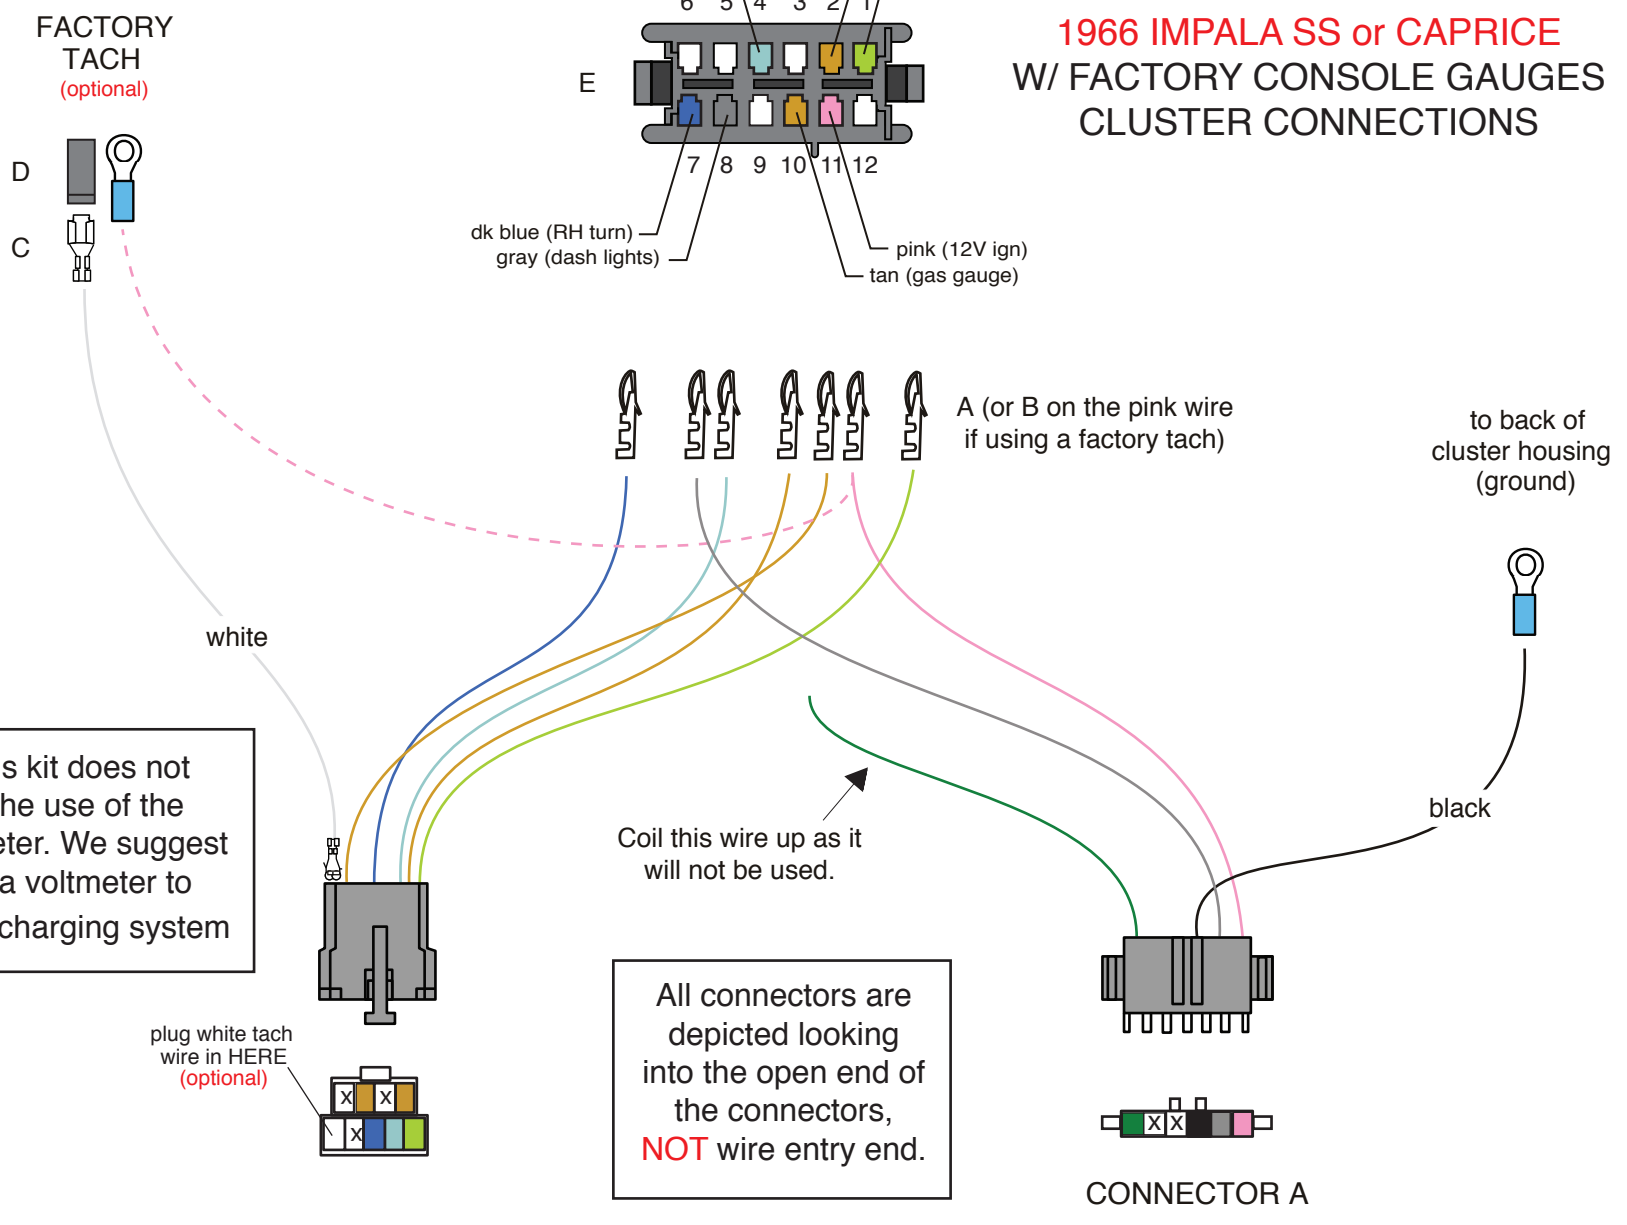 FACTORY
TACH
(optional)
D
C
6 5 4 3 2 1
E
7 8 9 10 11 12
dk blue (RH turn)
gray (dash lights)
pink (12V ign)
tan (gas gauge)
1966 IMPALA SS or CAPRICE
W/ FACTORY CONSOLE GAUGES
CLUSTER CONNECTIONS
A (or B on the pink wire
if using a factory tach)
to back of
cluster housing
(ground)
white
s kit does not
he use of the
eter. We suggest
a voltmeter to
charging system
Coil this wire up as it
will not be used.
black
plug white tach
wire in HERE
(optional)
X X
X
All connectors are
depicted looking
into the open end of
the connectors,
NOT wire entry end.
X X
CONNECTOR A